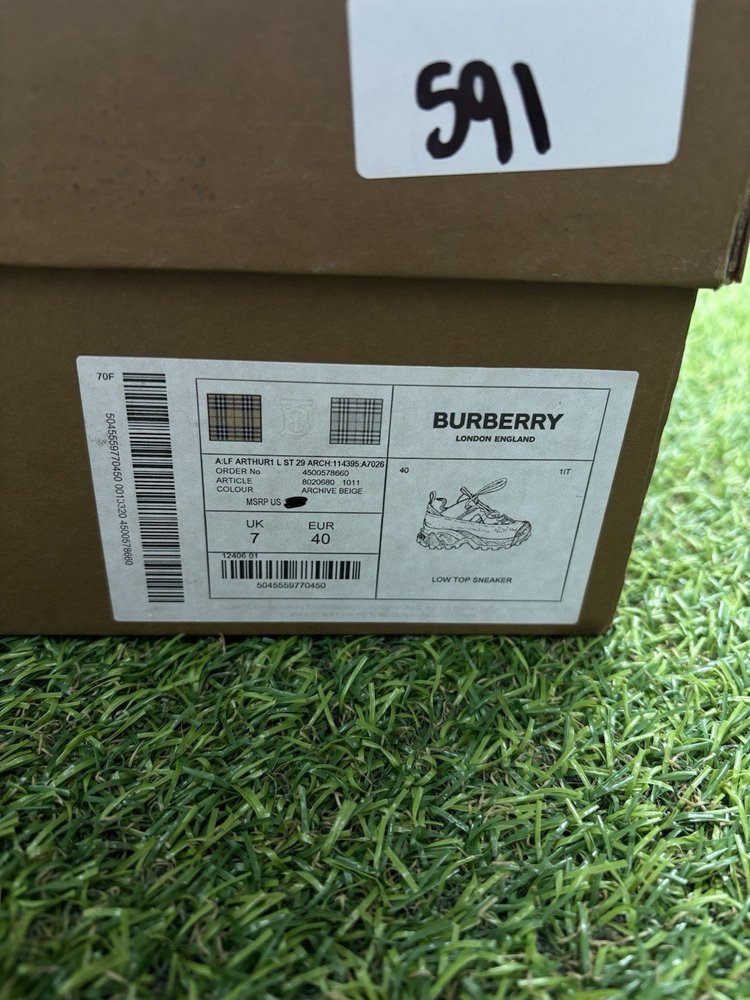 591
70F
5045559770450 0013320 4500578660
BURBERRY
LONDON ENGLAND
A:LF ARTHUR1 L ST 29 ARCH:114395:A7026
ORDER No 4500578660
ARTICLE 8020680 1011
COLOUR ARCHIVE BEIGE
MSRP US
UK EUR
7 40
12406 01
5045559770450
40 1IT
LOW TOP SNEAKER